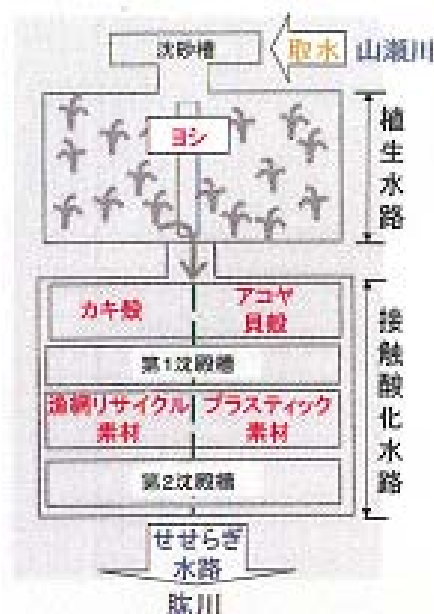 沈砂槽
取水
山瀬川
ヨシ
植生水路
カキ殻
アコヤ
貝殻
第1沈殿槽
漁網リサイクル
素材
プラスティック
素材
第2沈殿槽
接触酸化水路
せせらぎ
水路
肱川